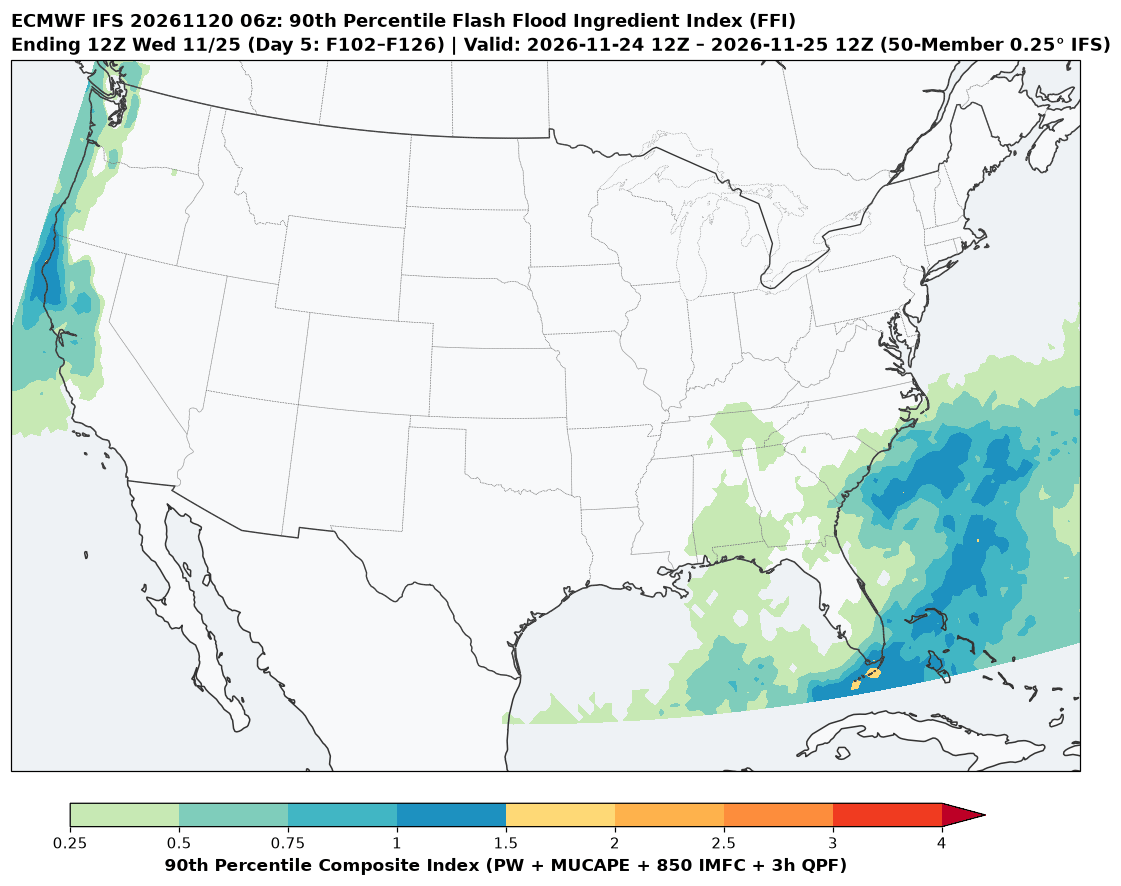 ECMWF IFS 20261120 06z: 90th Percentile Flash Flood Ingredient Index (FFI)
Ending 12Z Wed 11/25 (Day 5: F102–F126) | Valid: 2026-11-24 12Z – 2026-11-25 12Z (50-Member 0.25° IFS)
0.25 0.5 0.75 1 1.5 2 2.5 3 4
90th Percentile Composite Index (PW + MUCAPE + 850 IMFC + 3h QPF)